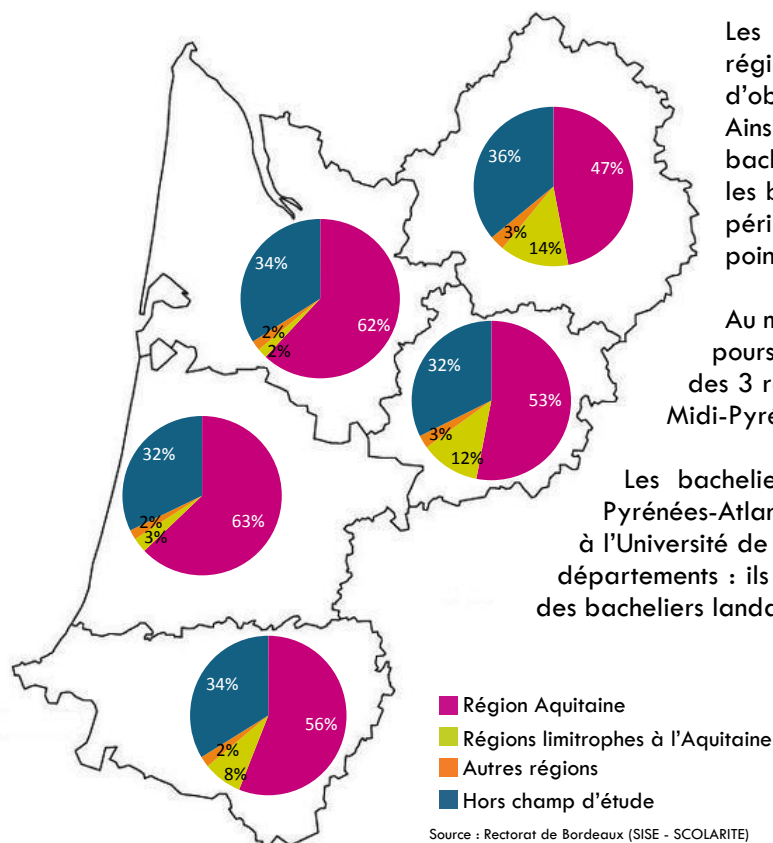 Les
régi
d'ob
Ains
bach
les b
péri
poin
Au m
pours
des 3 r
Midi-Pyré
Les bachelie
Pyrénées-Atlan
à l'Université de
départements : ils
des bacheliers landa
36%
47%
3%
14%
34%
62%
2%
2%
32%
53%
3%
12%
32%
63%
2%
3%
34%
56%
2%
8%
Région Aquitaine
Régions limitrophes à l'Aquitaine
Autres régions
Hors champ d'étude
Source : Rectorat de Bordeaux (SISE - SCOLARITE)